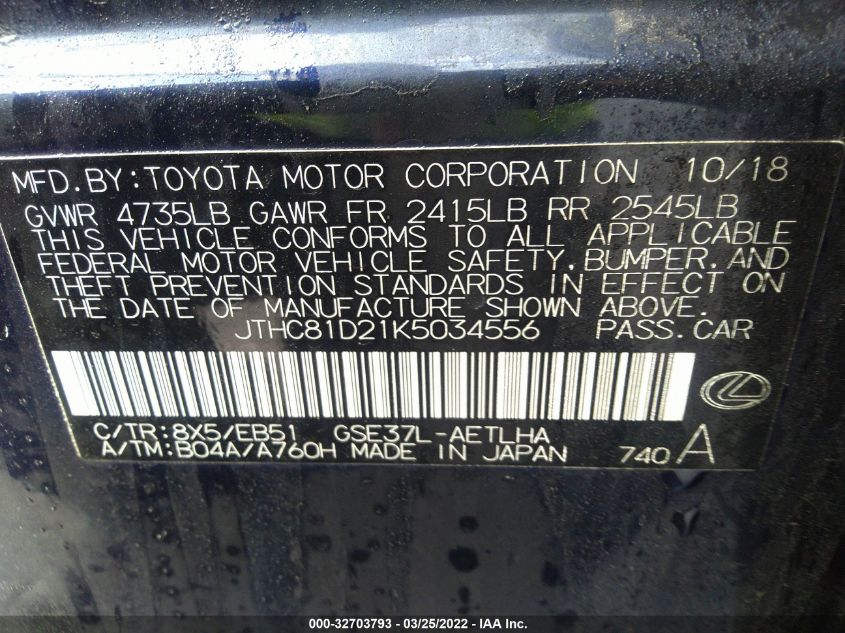 MFD.BY:TOYOTA MOTOR CORPORATION 10/18
GVWR 4735LB GAWR FR 2415LB RR 2545LB
THIS VEHICLE CONFORMS TO ALL APPLICABLE
FEDERAL MOTOR VEHICLE SAFETY,BUMPER,AND
THEFT PREVENTION STANDARDS IN EFFECT ON
THE DATE OF MANUFACTURE SHOWN ABOVE.
JTHC81D21K5034556 PASS.CAR
C/TR:8X5/EB51 GSE37L-AETLHA
A/TM:B04A/A760H MADE IN JAPAN 740 A
000-32703793 - 03/25/2022 - IAA Inc.